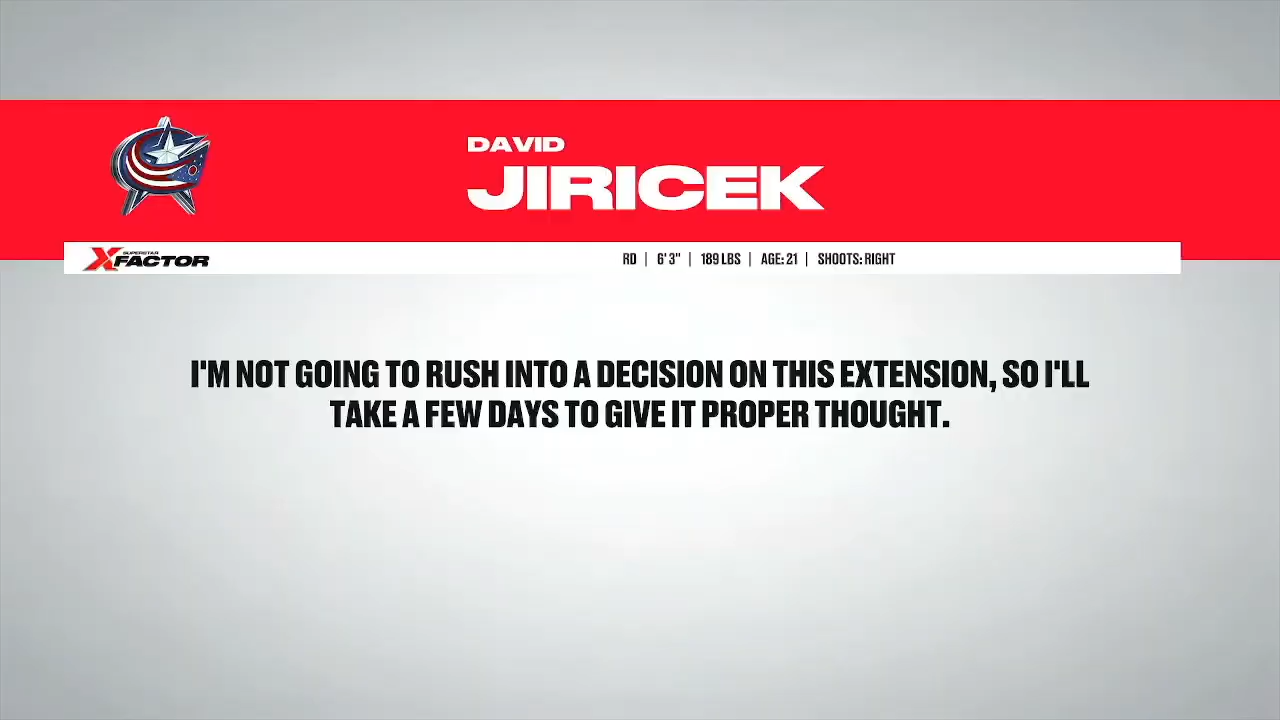 DAVID
JIRICEK
SUPERSTAR
XFACTOR
RD | 6' 3" | 189 LBS | AGE: 21 | SHOOTS: RIGHT
I'M NOT GOING TO RUSH INTO A DECISION ON THIS EXTENSION, SO I'LL
TAKE A FEW DAYS TO GIVE IT PROPER THOUGHT.